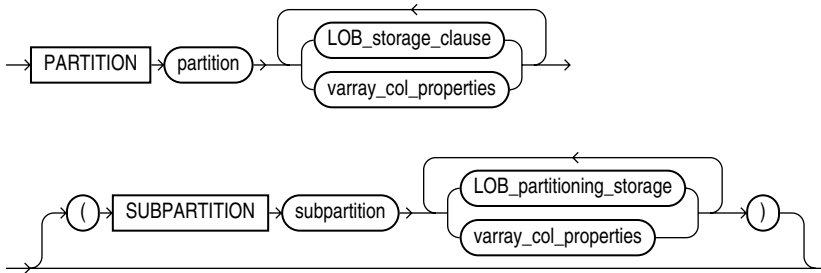 LOB_storage_clause
PARTITION partition
varray_col_properties
LOB_partitioning_storage
( SUBPARTITION subpartition )
varray_col_properties